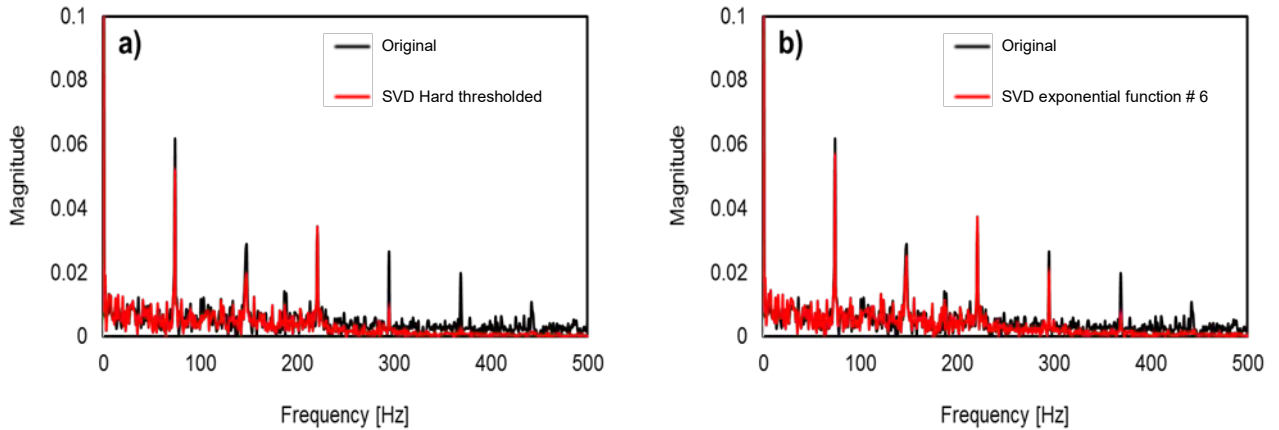 a)
Original
SVD Hard thresholded
0.1
0.08
0.06
0.04
0.02
0
Magnitude
0 100 200 300 400 500
Frequency [Hz]
b)
Original
SVD exponential function # 6
0.1
0.08
0.06
0.04
0.02
0
Magnitude
0 100 200 300 400 500
Frequency [Hz]